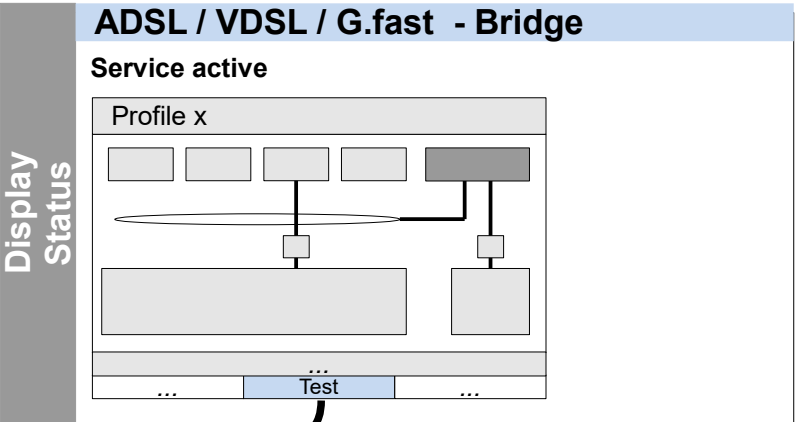 ADSL / VDSL / G.fast - Bridge
Display
Status
Service active
Profile x
...
...
Test
...